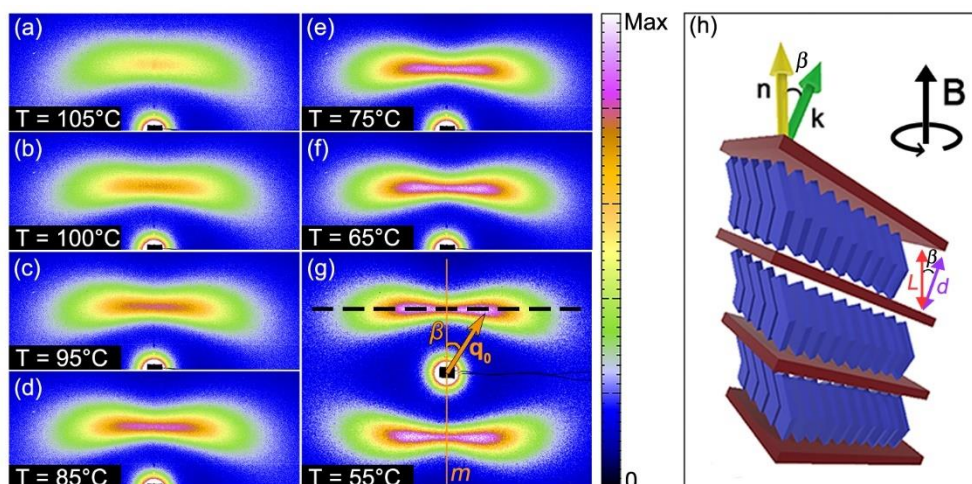 (a)
T = 105°C
(b)
T = 100°C
(c)
T = 95°C
(d)
T = 85°C
(e)
T = 75°C
(f)
T = 65°C
(g)
β
q₀
m
T = 55°C
Max
0
(h)
n
β
k
B
L
β
d